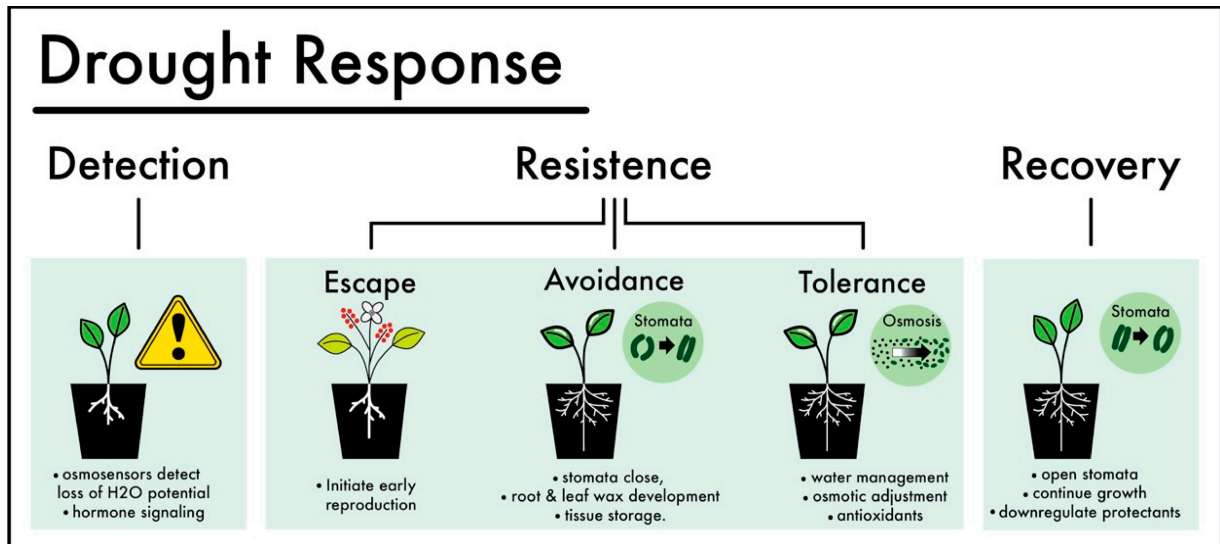 Drought Response
Detection
Resistence
Recovery
Escape
Avoidance
Tolerance
Stomata
Osmosis
Stomata
• osmosensors detect
loss of H2O potential
• hormone signaling
• Initiate early
reproduction
• stomata close,
• root & leaf wax development
• tissue storage.
• water management
• osmotic adjustment
• antioxidants
• open stomata
• continue growth
• downregulate protectants